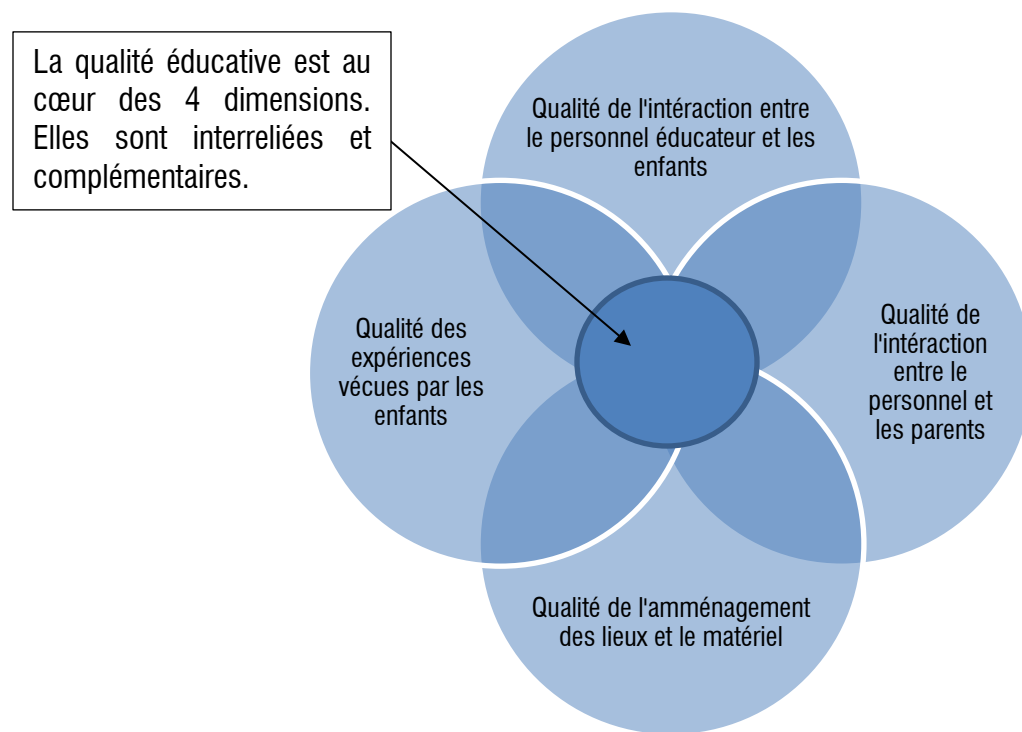 La qualité éducative est au
cœur des 4 dimensions.
Elles sont interreliées et
complémentaires.
Qualité de l'intéraction entre
le personnel éducateur et les
enfants
Qualité des
expériences
vécues par les
enfants
Qualité de
l'intéraction
entre le
personnel et
les parents
Qualité de l'amménagement
des lieux et le matériel